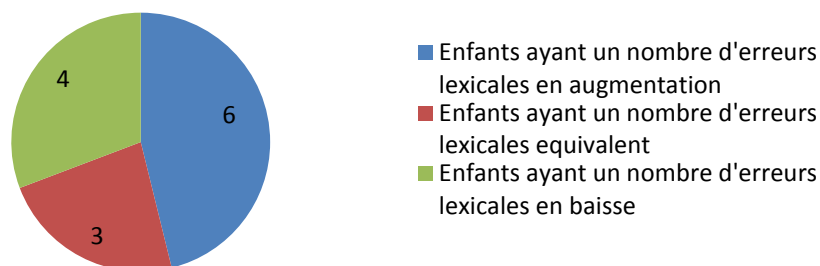 4
6
3
Enfants ayant un nombre d'erreurs
lexicales en augmentation
Enfants ayant un nombre d'erreurs
lexicales equivalent
Enfants ayant un nombre d'erreurs
lexicales en baisse